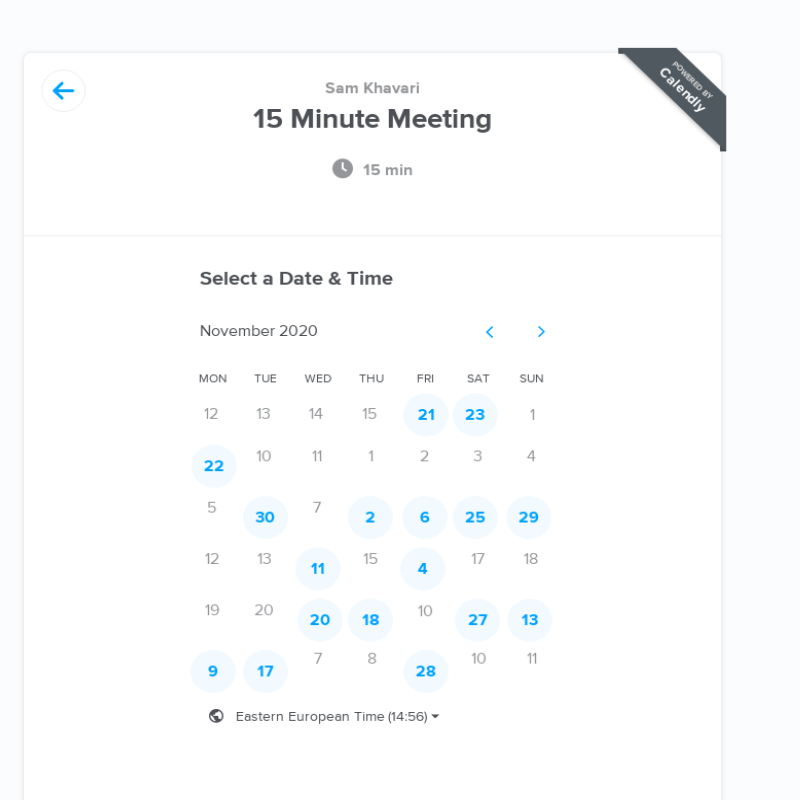 POWERED BY
Calendly
Sam Khavari
15 Minute Meeting
15 min
Select a Date & Time
November 2020
MON TUE WED THU FRI SAT SUN
12 13 14 15 21 23 1
22 10 11 1 2 3 4
5 30 7 2 6 25 29
12 13 11 15 4 17 18
19 20 20 18 10 27 13
9 17 7 8 28 10 11
Eastern European Time (14:56)